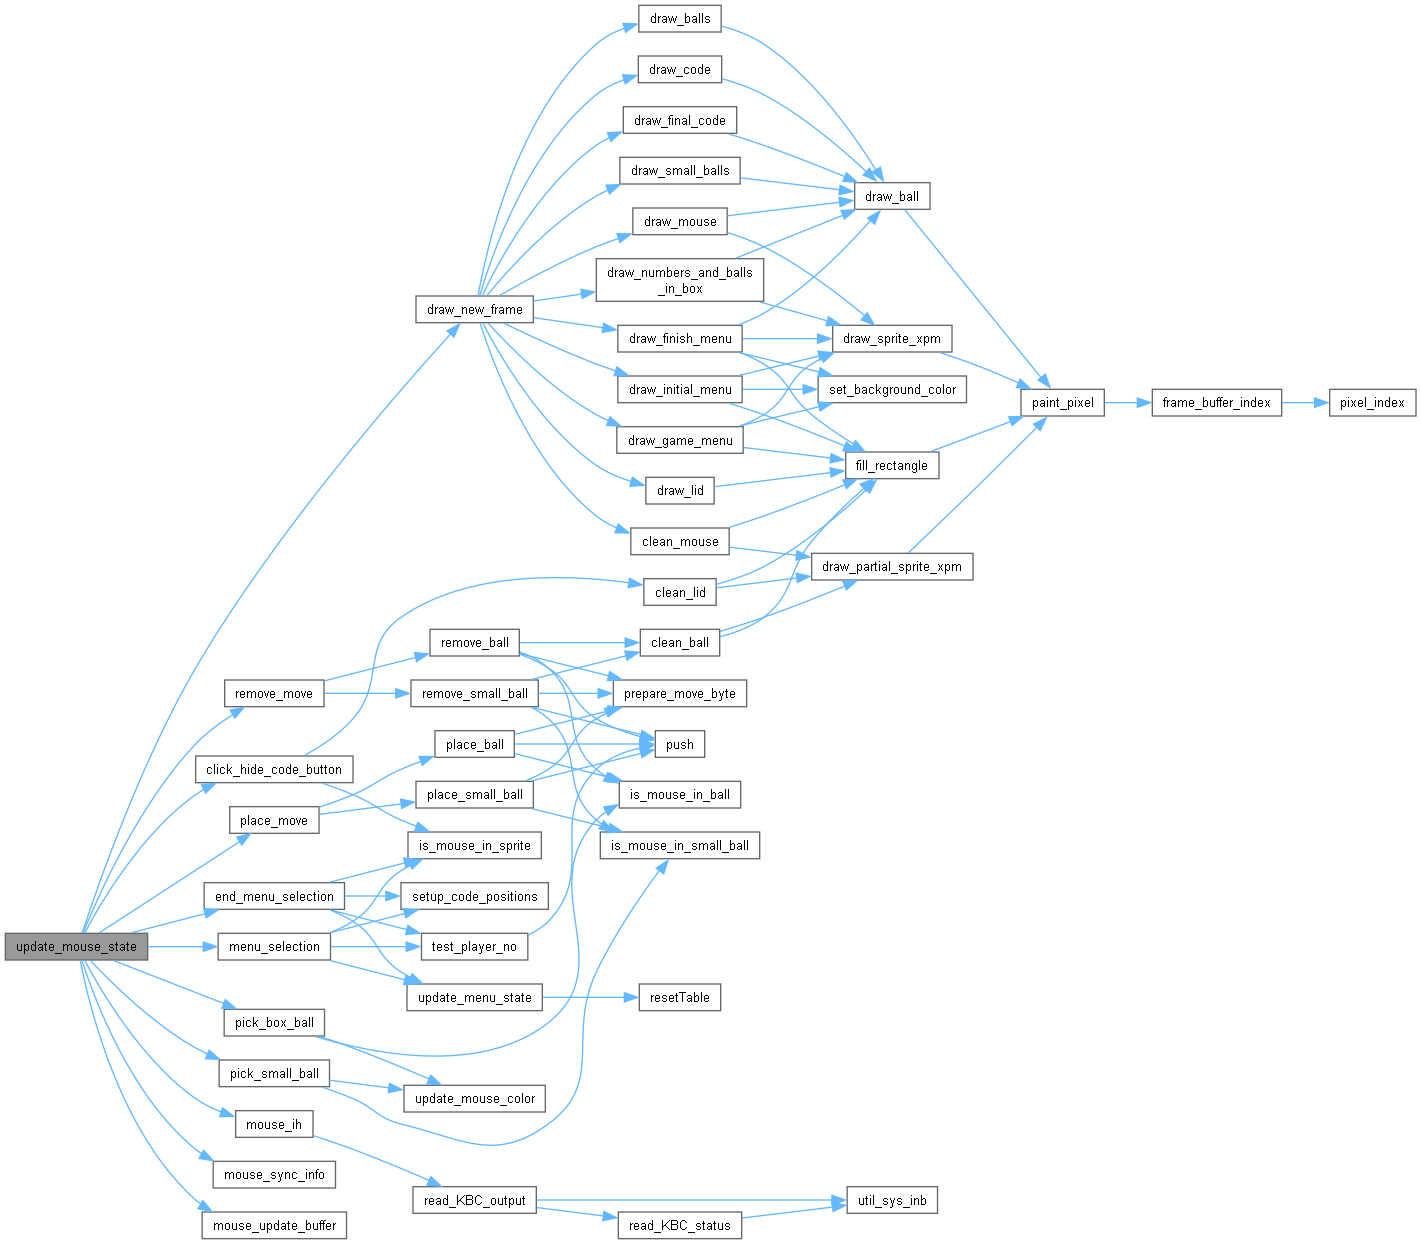 draw_balls
draw_code
draw_final_code
draw_small_balls
draw_ball
draw_mouse
draw_numbers_and_balls
_in_box
draw_new_frame
draw_finish_menu
draw_sprite_xpm
draw_initial_menu
set_background_color
paint_pixel
frame_buffer_index
pixel_index
draw_game_menu
fill_rectangle
draw_lid
clean_mouse
draw_partial_sprite_xpm
clean_lid
remove_ball
clean_ball
remove_move
remove_small_ball
prepare_move_byte
place_ball
push
click_hide_code_button
place_small_ball
is_mouse_in_ball
place_move
is_mouse_in_sprite
is_mouse_in_small_ball
end_menu_selection
setup_code_positions
update_mouse_state
menu_selection
test_player_no
update_menu_state
resetTable
pick_box_ball
pick_small_ball
update_mouse_color
mouse_ih
mouse_sync_info
read_KBC_output
util_sys_inb
mouse_update_buffer
read_KBC_status